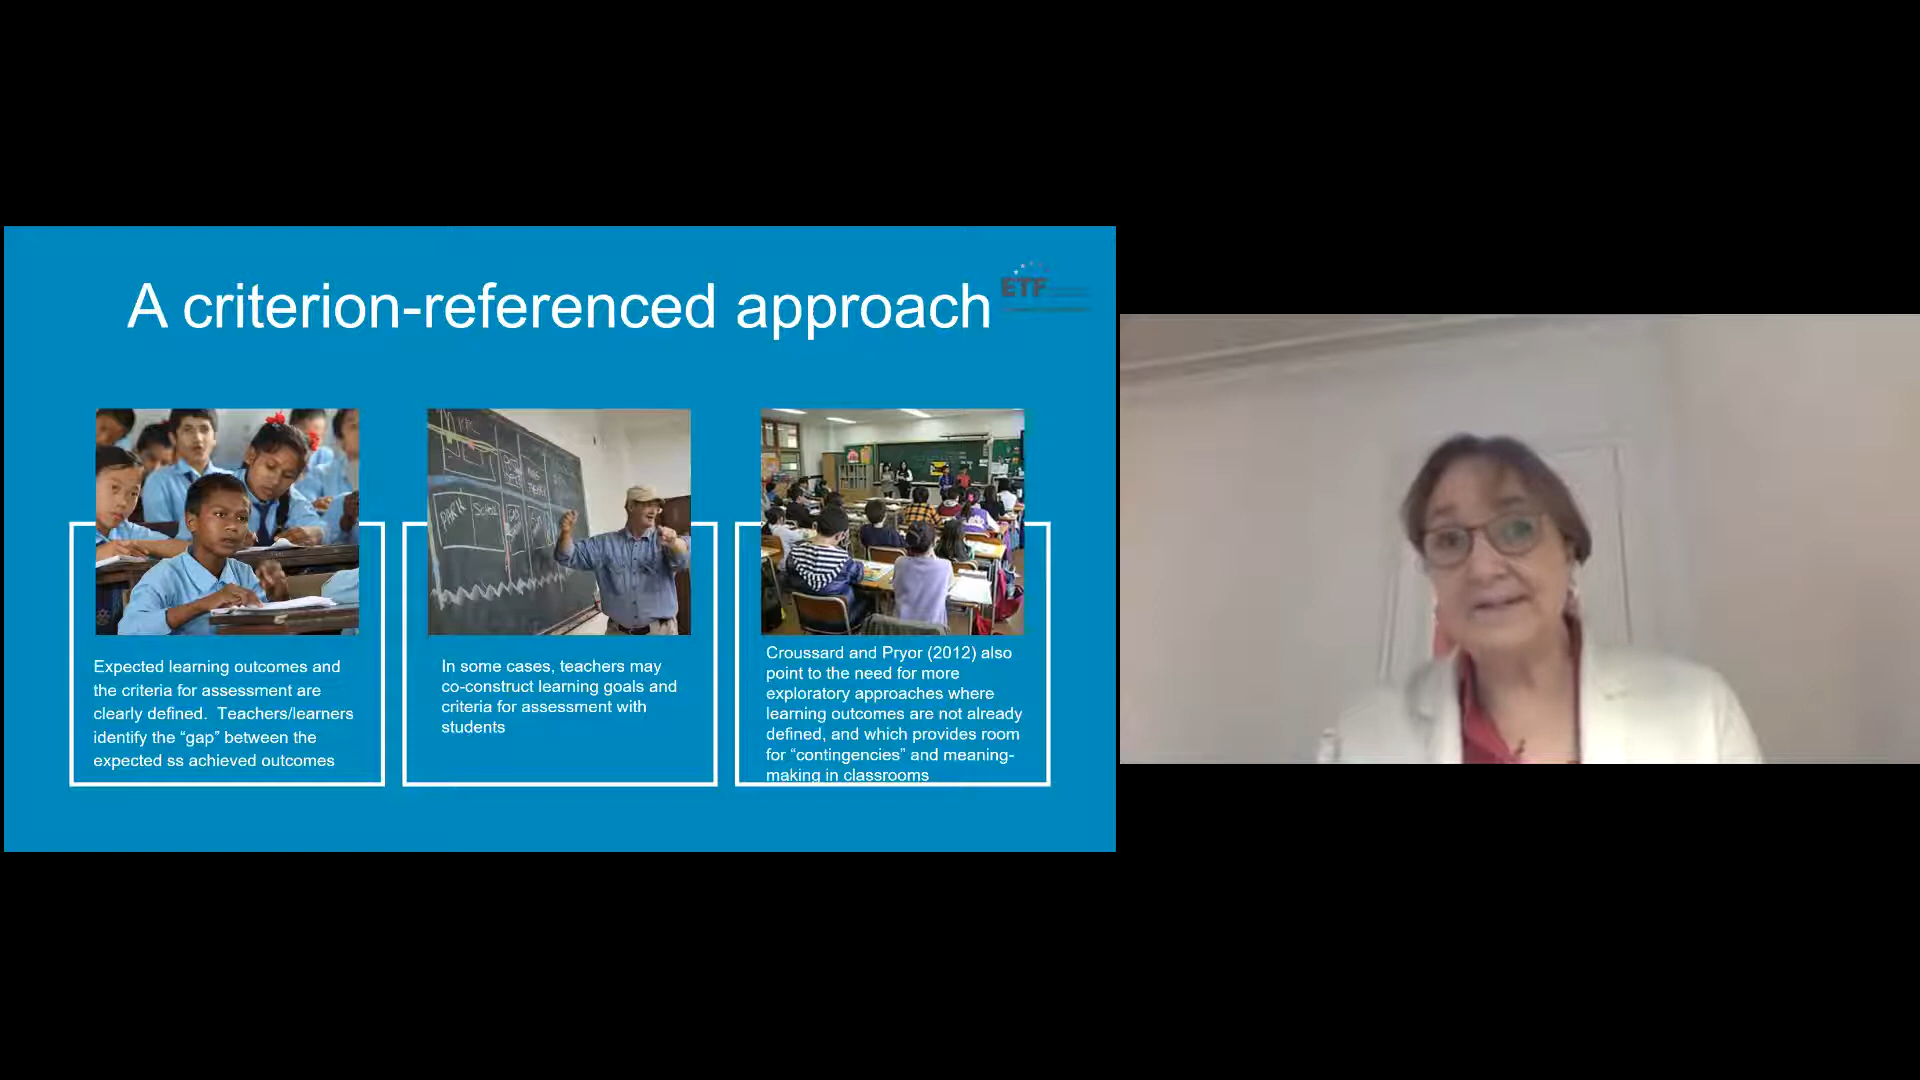 A criterion-referenced approach
ETF
PARK
Expected learning outcomes and
the criteria for assessment are
clearly defined.  Teachers/learners
identify the “gap” between the
expected ss achieved outcomes
In some cases, teachers may
co-construct learning goals and
criteria for assessment with
students
Croussard and Pryor (2012) also
point to the need for more
exploratory approaches where
learning outcomes are not already
defined, and which provides room
for “contingencies” and meaning-
making in classrooms